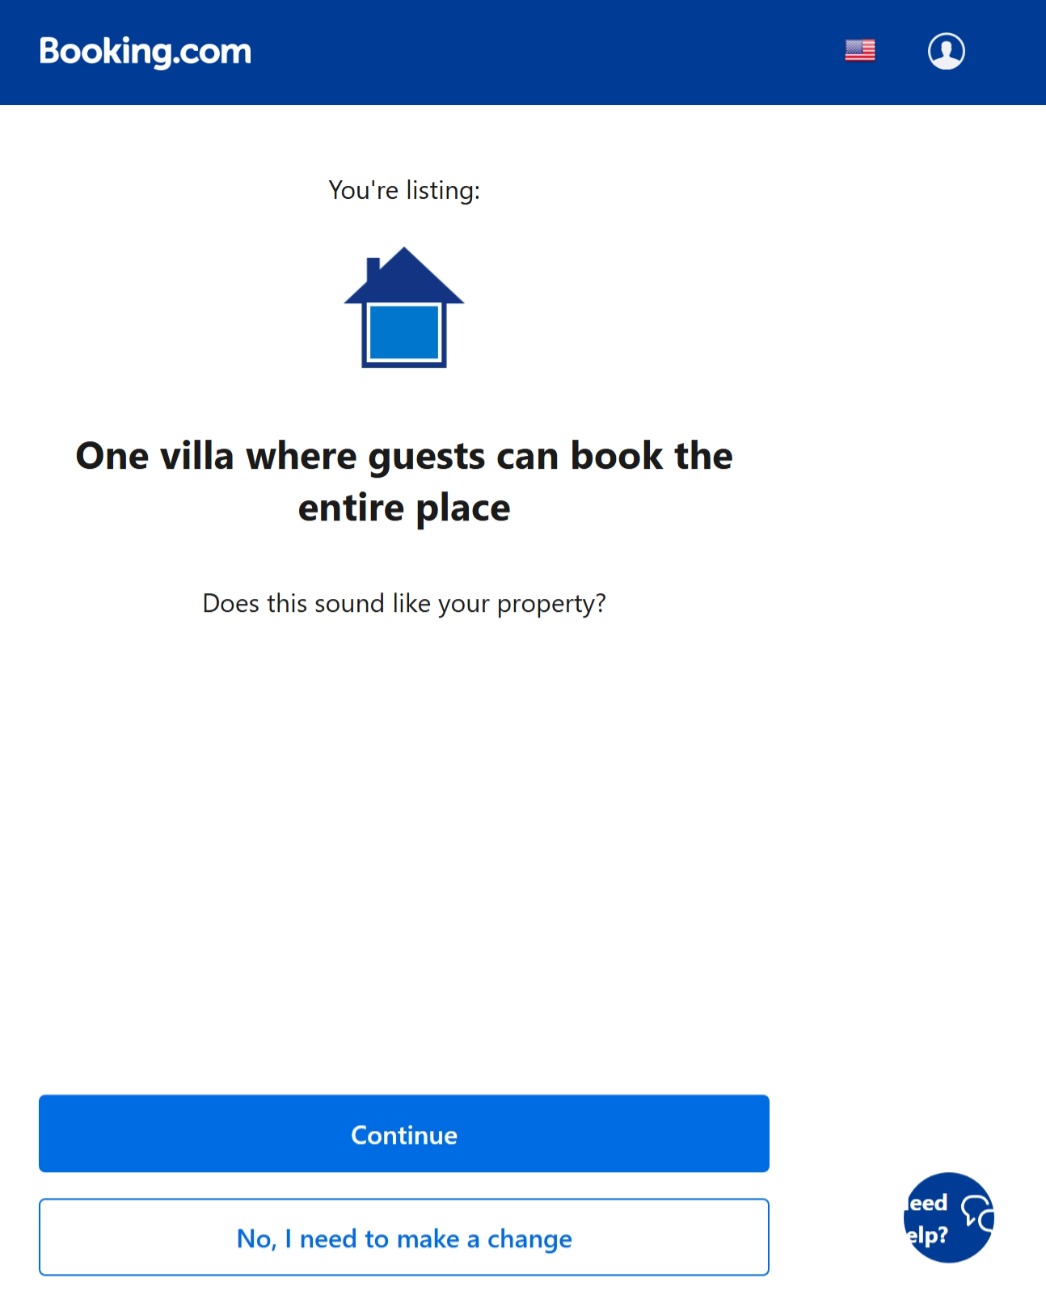 Booking.com
You're listing:
One villa where guests can book the
entire place
Does this sound like your property?
Continue
No, I need to make a change
eed
elp?